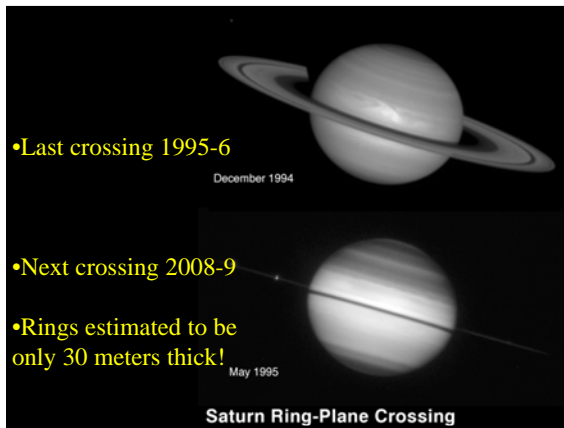 •Last crossing 1995-6
December 1994
•Next crossing 2008-9
•Rings estimated to be
only 30 meters thick!
May 1995
Saturn Ring-Plane Crossing